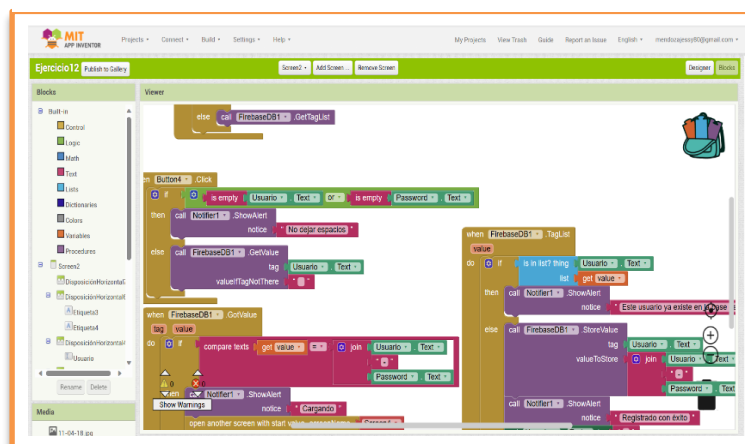 MIT
APP INVENTOR
Projects Connect Build Settings Help My Projects View Trash Guide Report an Issue English mendozajesoy80@gmail.com
Ejercicio12 Publish to Gallery Screen2 Add Screen ... Remove Screen Designer Blocks
Blocks Viewer
Built-in
Control
Logic
Math
Text
Lists
Dictionaries
Colors
Variables
Procedures
Screen2
DisposiciónHorizontal
DisposiciónHorizontal
Etiqueta3
Etiqueta4
DisposiciónHorizontal
Usuario
Rename Delete
Media
11-04-18.jpg
else call FirebaseDB1 .GetTagList
Button4 .Click
if is empty Usuario . Text or is empty Password . Text
then call Notifier1 .ShowAlert
notice " No dejar espacios "
else call FirebaseDB1 .GetValue
tag Usuario . Text
valueIfTagNotThere " "
when FirebaseDB1 .GotValue
tag value
do if compare texts get value = join Usuario . Text
" "
Password . Text
0 0
Show Warnings
call Notifier1 .ShowAlert
notice " Cargando "
open another screen with start value
when FirebaseDB1 .TagList
value
do if is in list? thing Usuario . Text
list get value
then call Notifier1 .ShowAlert
notice " Este usuario ya existe en
else call FirebaseDB1 .StoreValue
tag Usuario . Text
valueToStore join Usuario . Text
" "
Password . Text
call Notifier1 .ShowAlert
notice " Registrado con éxito "